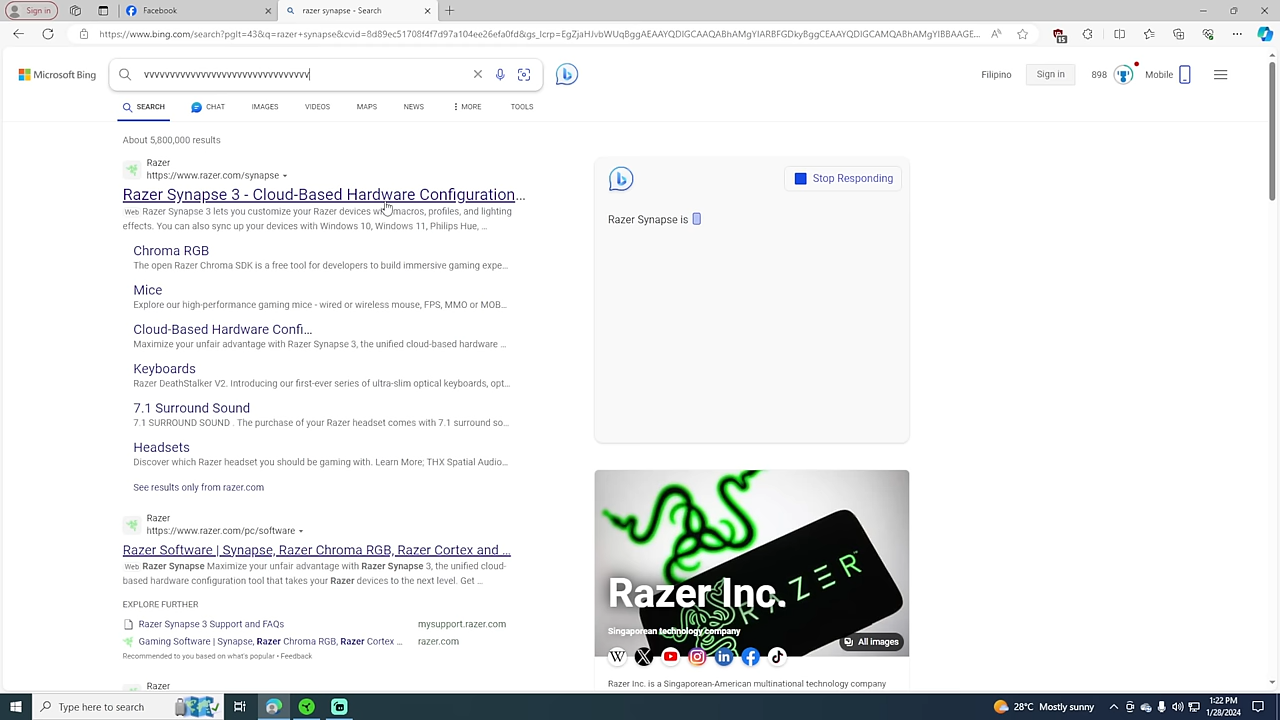 Sign in
Facebook
razor synapse - Search
https://www.bing.com/search?pglt=43&q=razer+synapse&cvid=8d89ec51708f4f7d97a104ee26efa0fd&gs_lcrp=EgZjaHJvbWUqBggAEAAYQDIGCAAQABhAMgYIARBFGDkyBggCEAAYQDIGCAMQABhAMgYIBBAAGE...
Microsoft Bing
vvvvvvvvvvvvvvvvvvvvvvvvvvvvvvvv
Filipino
Sign in
898
Mobile
SEARCH
CHAT
IMAGES
VIDEOS
MAPS
NEWS
MORE
TOOLS
About 5,800,000 results
Razer
https://www.razer.com/synapse
Razer Synapse 3 - Cloud-Based Hardware Configuration...
Web Razer Synapse 3 lets you customize your Razer devices with macros, profiles, and lighting
effects. You can also sync up your devices with Windows 10, Windows 11, Philips Hue, ...
Chroma RGB
The open Razer Chroma SDK is a free tool for developers to build immersive gaming expe...
Mice
Explore our high-performance gaming mice - wired or wireless mouse, FPS, MMO or MOB...
Cloud-Based Hardware Confi...
Maximize your unfair advantage with Razer Synapse 3, the unified cloud-based hardware ...
Keyboards
Razer DeathStalker V2. Introducing our first-ever series of ultra-slim optical keyboards, opt...
7.1 Surround Sound
7.1 SURROUND SOUND . The purchase of your Razer headset comes with 7.1 surround so...
Headsets
Discover which Razer headset you should be gaming with. Learn More; THX Spatial Audio...
See results only from razer.com
Razer
https://www.razer.com/pc/software
Razer Software | Synapse, Razer Chroma RGB, Razer Cortex and ...
Web Razer Synapse Maximize your unfair advantage with Razer Synapse 3, the unified cloud-
based hardware configuration tool that takes your Razer devices to the next level. Get ...
EXPLORE FURTHER
Razer Synapse 3 Support and FAQs
mysupport.razer.com
Gaming Software | Synapse, Razer Chroma RGB, Razer Cortex ...
razer.com
Recommended to you based on what's popular • Feedback
Razer
Stop Responding
Razer Synapse is
RAZER
Razer Inc.
Singaporean technology company
All images
Razer Inc. is a Singaporean-American multinational technology company
Type here to search
28°C Mostly sunny
1:22 PM
1/28/2024